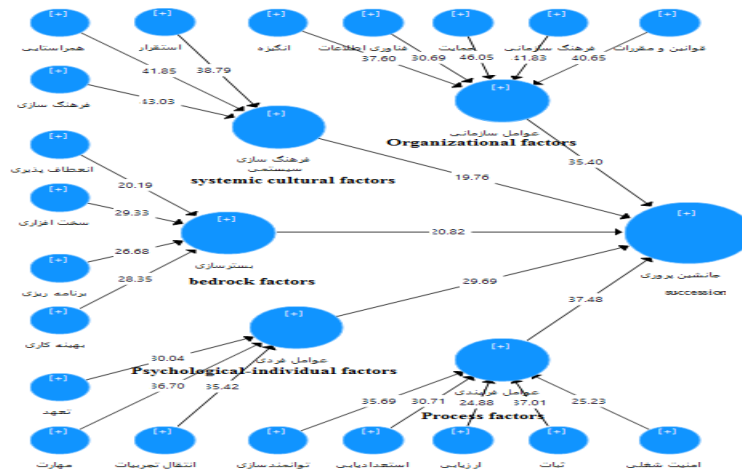 [+] [+] [+] [+] [+] [+] [+]
همراستایی استقرار انگیزه فناوری اطلاعات حمایت فرهنگ سازمانی قوانین و مقررات
41.85 38.79 37.60 30.69 46.05 41.83 40.65
[+]
فرهنگ سازی
43.03
[+]
عوامل سازمانی
Organizational factors
[+]
فرهنگ سازی
سیستمی
systemic cultural factors
35.40
19.76
[+]
انعطاف پذیری
20.19
[+]
سخت افزاری
29.33
[+]
بسترسازی
bedrock factors
20.82
[+]
جانشین پروری
succession
[+]
برنامه ریزی
26.68
[+]
بهینه کاری
28.35
29.69
37.48
[+]
عوامل فردی
Psychological-individual factors
[+]
عوامل فرایندی
Process factors
[+]
تعهد
30.04
36.70 35.42 35.69 30.71 24.88 37.01 25.23
[+] [+] [+] [+] [+] [+] [+]
مهارت انتقال تجربیات توانمندسازی استعدادیابی ارزیابی ثبات امنیت شغلی